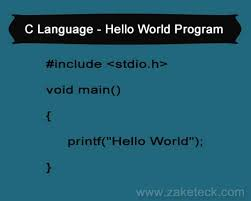 C Language - Hello World Program
#include <stdio.h>
void main()
{
printf("Hello World");
}
www.zaketeck.com